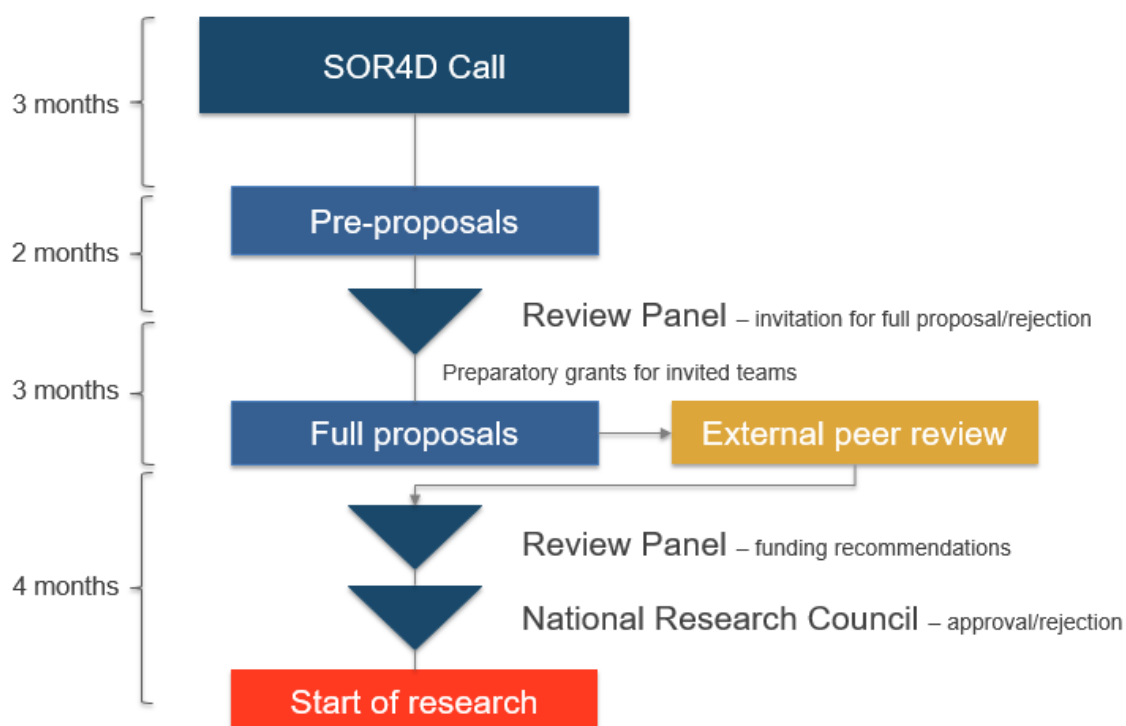 SOR4D Call
3 months
Pre-proposals
2 months
Review Panel – invitation for full proposal/rejection
Preparatory grants for invited teams
3 months
Full proposals
External peer review
Review Panel – funding recommendations
4 months
National Research Council – approval/rejection
Start of research